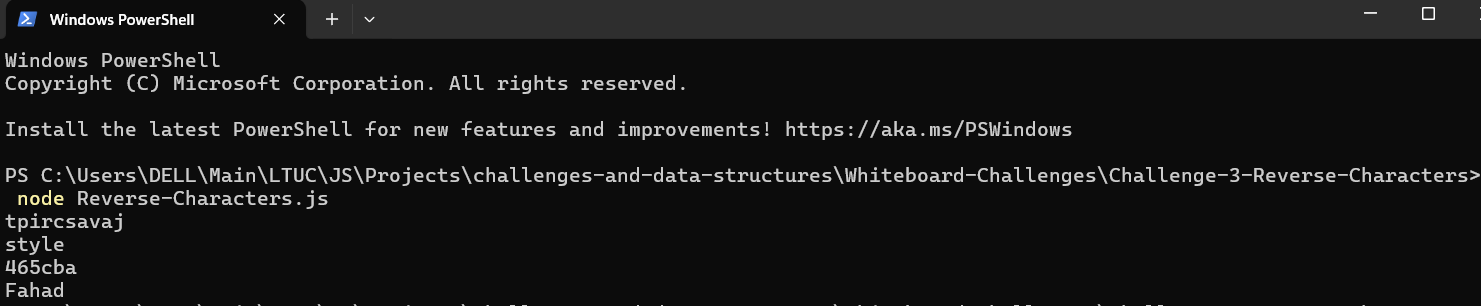 Windows PowerShell
Windows PowerShell
Copyright (C) Microsoft Corporation. All rights reserved.
Install the latest PowerShell for new features and improvements! https://aka.ms/PSWindows
PS C:\Users\DELL\Main\LTUC\JS\Projects\challenges-and-data-structures\Whiteboard-Challenges\Challenge-3-Reverse-Characters>
node Reverse-Characters.js
tpircsavaj
style
465cba
Fahad